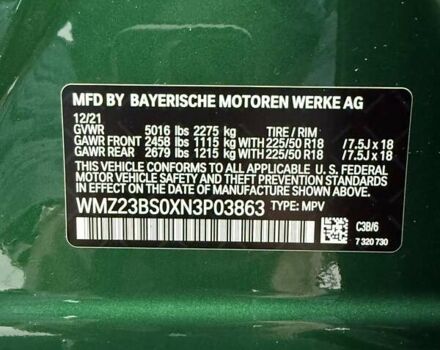 MFD BY BAYERISCHE MOTOREN WERKE AG
12/21
GVWR 5016 lbs 2275 kg TIRE / RIM
GAWR FRONT 2458 lbs 1115 kg WITH 225/50 R18 / 7.5J x 18
GAWR REAR 2679 lbs 1215 kg WITH 225/50 R18 / 7.5J x 18
THIS VEHICLE CONFORMS TO ALL APPLICABLE U.S. FEDERAL
MOTOR VEHICLE SAFETY, BUMPER, AND THEFT PREVENTION
STANDARDS IN EFFECT ON THE DATE OF MANUFACTURE SHOWN ABOVE.
WMZ23BS0XN3P03863 TYPE: MPV
C3B/6
7 320 730